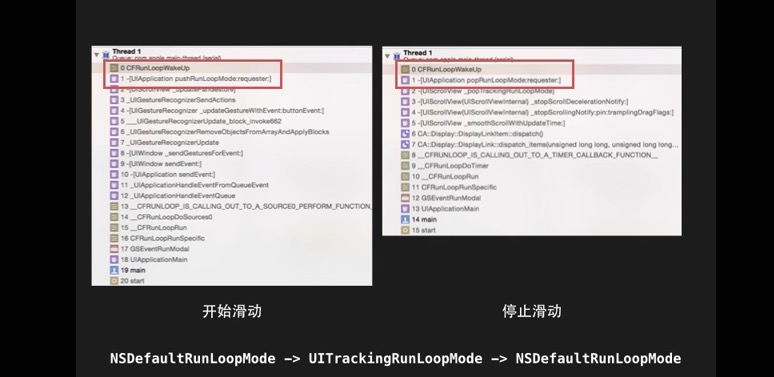 Thread 1
Queue: com.apple.main-thread (serial)
0 CFRunLoopWakeUp
1 -[UIApplication pushRunLoopMode:requester:]
2 -[UIScrollView _updatePanGesture]
3 _UIGestureRecognizerSendActions
4 -[UIGestureRecognizer _updateGestureWithEvent:buttonEvent:]
5 ___UIGestureRecognizerUpdate_block_invoke662
6 _UIGestureRecognizerRemoveObjectsFromArrayAndApplyBlocks
7 _UIGestureRecognizerUpdate
8 -[UIWindow _sendGesturesForEvent:]
9 -[UIWindow sendEvent:]
10 -[UIApplication sendEvent:]
11 _UIApplicationHandleEventFromQueueEvent
12 _UIApplicationHandleEventQueue
13 __CFRUNLOOP_IS_CALLING_OUT_TO_A_SOURCE0_PERFORM_FUNCTION_
14 __CFRunLoopDoSources0
15 __CFRunLoopRun
16 CFRunLoopRunSpecific
17 GSEventRunModal
18 UIApplicationMain
19 main
20 start
开始滑动
Thread 1
0 CFRunLoopWakeUp
1 -[UIApplication popRunLoopMode:requester:]
2 -[UIScrollView _popTrackingRunLoopMode]
3 -[UIScrollView(UIScrollViewInternal) _stopScrollDecelerationNotify:]
4 -[UIScrollView(UIScrollViewInternal) _stopScrollingNotify:pin:tramplingDragFlags:]
5 -[UIScrollView _smoothScrollWithUpdateTime:]
6 CA::Display::DisplayLinkItem::dispatch()
7 CA::Display::DisplayLink::dispatch_items(unsigned long long, unsigned long long, unsigned long...
8 __CFRUNLOOP_IS_CALLING_OUT_TO_A_TIMER_CALLBACK_FUNCTION__
9 __CFRunLoopDoTimer
10 __CFRunLoopRun
11 CFRunLoopRunSpecific
12 GSEventRunModal
13 UIApplicationMain
14 main
15 start
停止滑动
NSDefaultRunLoopMode -> UITrackingRunLoopMode -> NSDefaultRunLoopMode